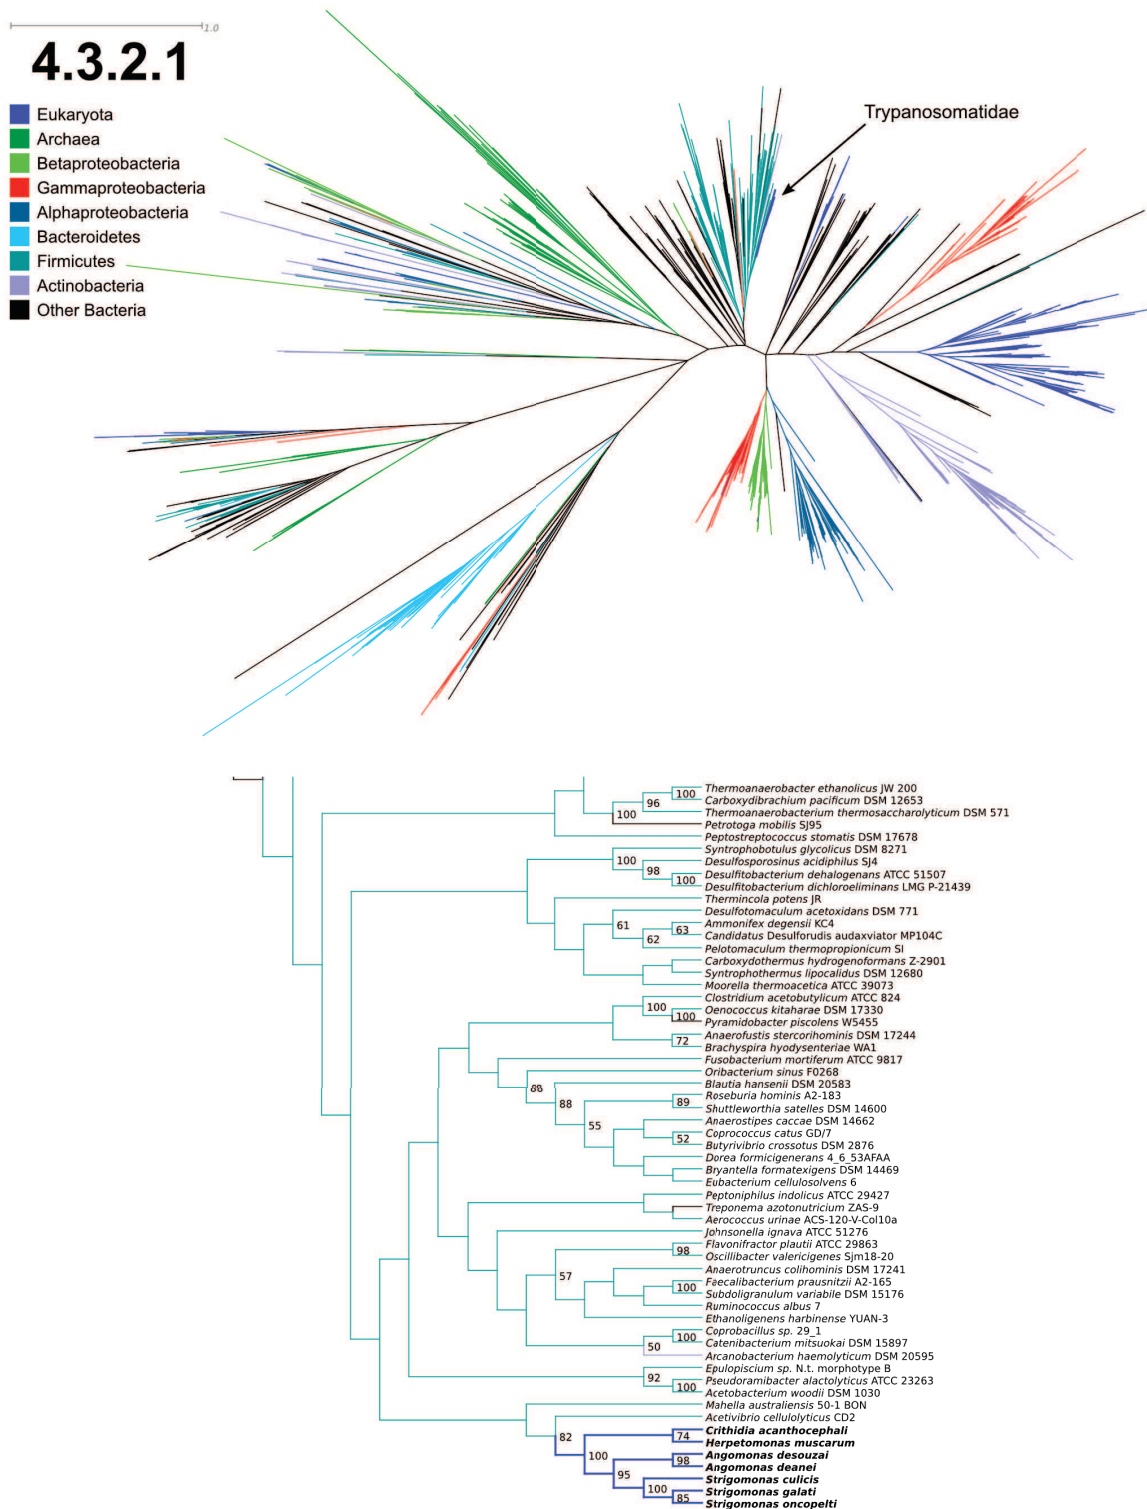 1.0
4.3.2.1
Eukaryota
Archaea
Betaproteobacteria
Gammaproteobacteria
Alphaproteobacteria
Bacteroidetes
Firmicutes
Actinobacteria
Other Bacteria
Trypanosomatidae
100 Thermoanaerobacter ethanolicus JW 200
96 Carboxydibrachium pacificum DSM 12653
100 Thermoanaerobacterium thermosaccharolyticum DSM 571
Petrotoga mobilis SJ95
Peptostreptococcus stomatis DSM 17678
100 Syntrophobotulus glycolicus DSM 8271
98 Desulfosporosinus acidiphilus SJ4
100 Desulfitobacterium dehalogenans ATCC 51507
Desulfitobacterium dichloroeliminans LMG P-21439
Thermincola potens JR
61 Desulfotomaculum acetoxidans DSM 771
63 Ammonifex degensii KC4
62 Candidatus Desulforudis audaxviator MP104C
Pelotomaculum thermopropionicum SI
Carboxydothermus hydrogenoformans Z-2901
Syntrophothermus lipocalidus DSM 12680
Moorella thermoacetica ATCC 39073
100 Clostridium acetobutylicum ATCC 824
100 Oenococcus kitaharae DSM 17330
Pyramidobacter piscolens W5455
72 Anaerofustis stercorihominis DSM 17244
Brachyspira hyodysenteriae WA1
Fusobacterium mortiferum ATCC 9817
Oribacterium sinus F0268
88 Blautia hansenii DSM 20583
89 Roseburia hominis A2-183
Shuttleworthia satelles DSM 14600
55 Anaerostipes caccae DSM 14662
52 Coprococcus catus GD/7
Butyrivibrio crossotus DSM 2876
Dorea formicigenerans 4_6_53AFAA
Bryantella formatexigens DSM 14469
Eubacterium cellulosolvens 6
Peptoniphilus indolicus ATCC 29427
Treponema azotonutricium ZAS-9
Aerococcus urinae ACS-120-V-Col10a
Johnsonella ignava ATCC 51276
98 Flavonifractor plautii ATCC 29863
Oscillibacter valericigenes Sjm18-20
57 Anaerotruncus colihominis DSM 17241
100 Faecalibacterium prausnitzii A2-165
Subdoligranulum variabile DSM 15176
Ruminococcus albus 7
Ethanoligenens harbinense YUAN-3
100 Coprobacillus sp. 29_1
50 Catenibacterium mitsuokai DSM 15897
Arcanobacterium haemolyticum DSM 20595
92 Epulopiscium sp. N.t. morphotype B
100 Pseudoramibacter alactolyticus ATCC 23263
Acetobacterium woodii DSM 1030
Mahella australiensis 50-1 BON
Acetivibrio cellulolyticus CD2
82 74 Crithidia acanthocephali
Herpetomonas muscarum
100 98 Angomonas desouzai
Angomonas deanei
95 Strigomonas culicis
100 85 Strigomonas galati
Strigomonas oncopelti